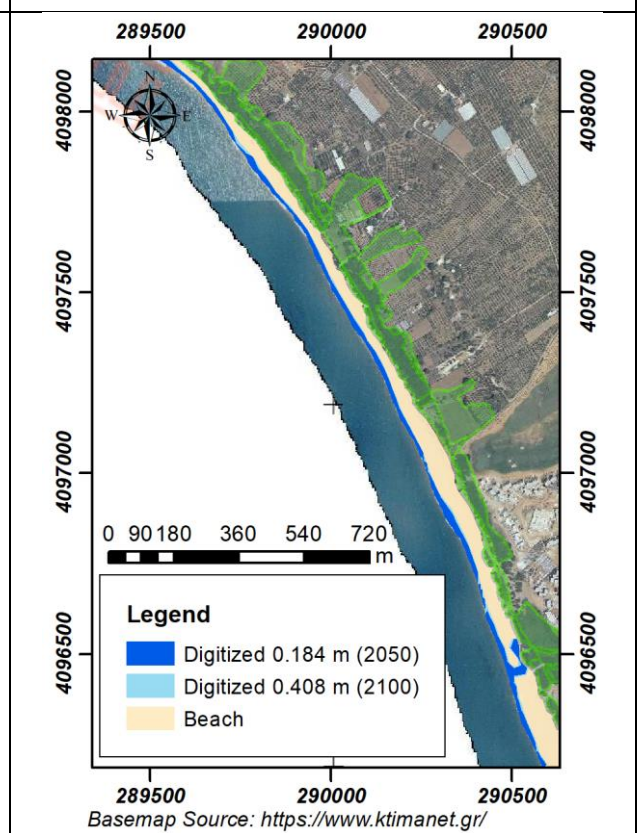 289500 290000 290500
4098000 4098000
N
W E
S
4097500 4097500
4097000 4097000
0 90 180 360 540 720
m
Legend
Digitized 0.184 m (2050)
Digitized 0.408 m (2100)
Beach
4096500 4096500
289500 290000 290500
Basemap Source: https://www.ktimanet.gr/